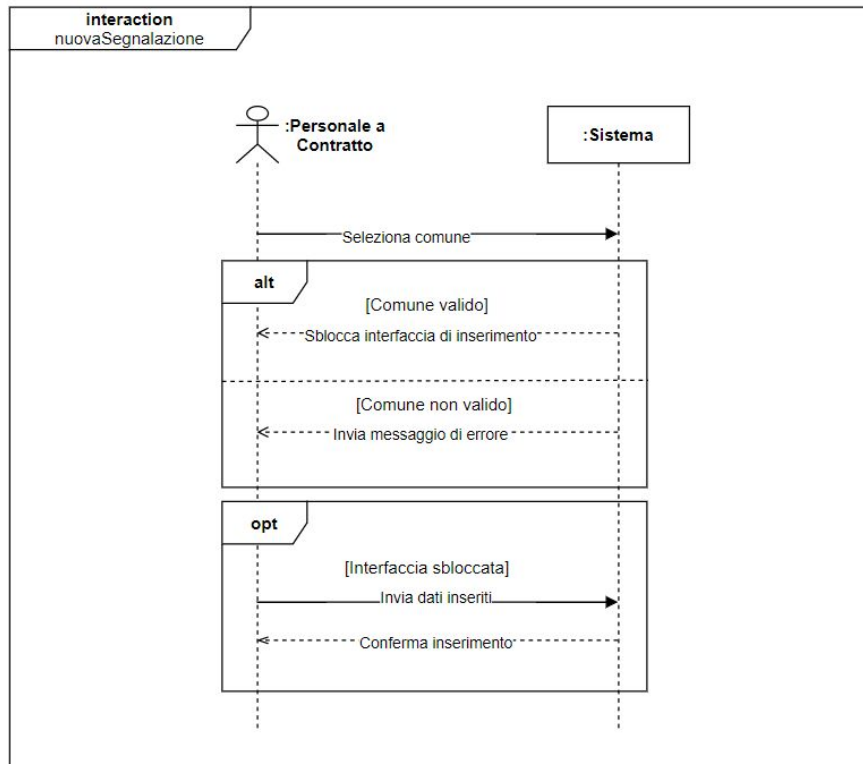 interaction
nuovaSegnalazione
:Personale a
Contratto
:Sistema
Seleziona comune
alt
[Comune valido]
Sblocca interfaccia di inserimento
[Comune non valido]
Invia messaggio di errore
opt
[Interfaccia sbloccata]
Invia dati inseriti
Conferma inserimento